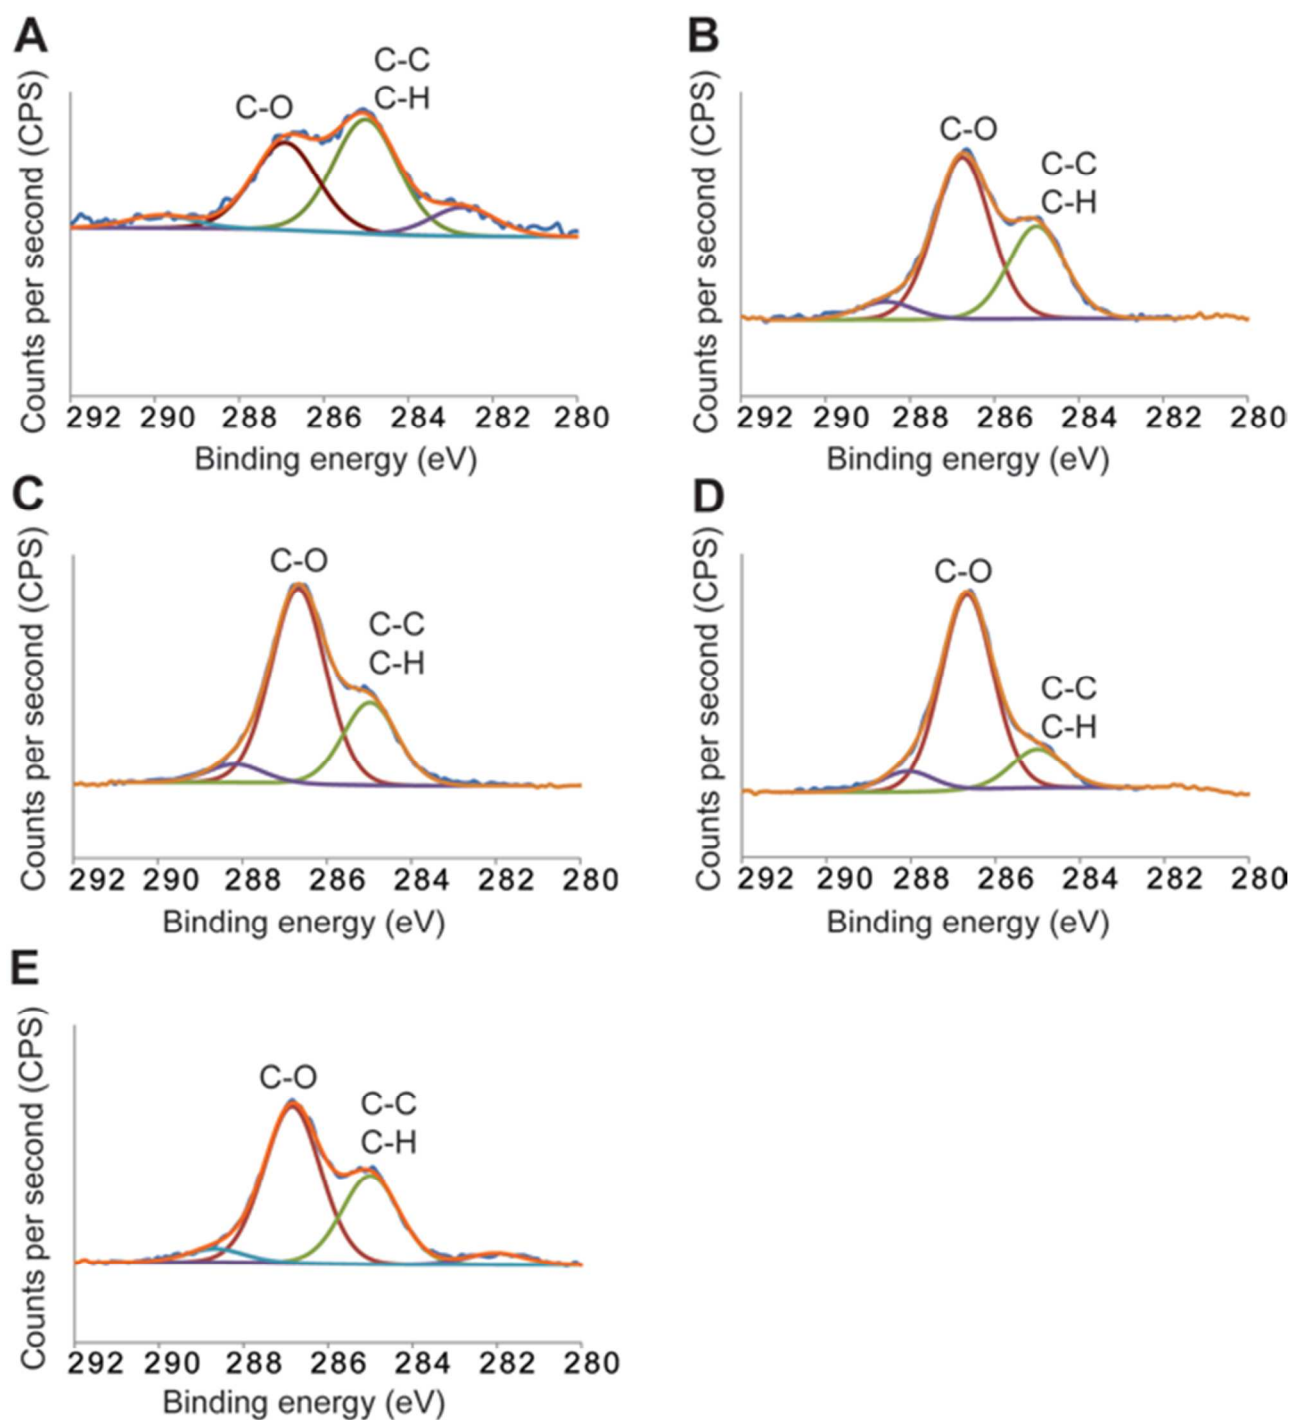 A
C-C
C-O
C-H
Counts per second (CPS)
292 290 288 286 284 282 280
Binding energy (eV)
B
C-O
C-C
C-H
Counts per second (CPS)
292 290 288 286 284 282 280
Binding energy (eV)
C
C-O
C-C
C-H
Counts per second (CPS)
292 290 288 286 284 282 280
Binding energy (eV)
D
C-O
C-C
C-H
Counts per second (CPS)
292 290 288 286 284 282 280
Binding energy (eV)
E
C-O
C-C
C-H
Counts per second (CPS)
292 290 288 286 284 282 280
Binding energy (eV)